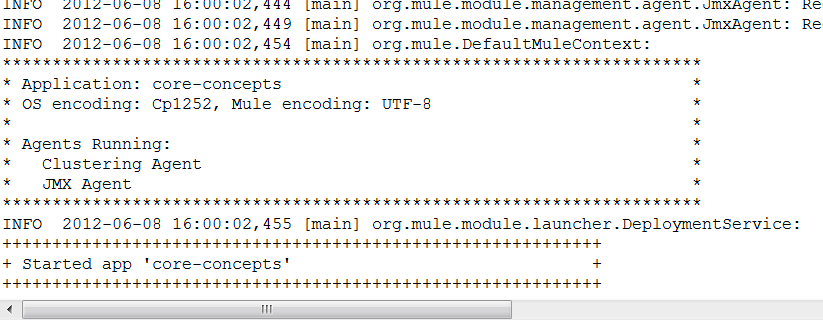 INFO  2012-06-08 16:00:02,444 [main] org.mule.module.management.agent.JmxAgent: Re
INFO  2012-06-08 16:00:02,449 [main] org.mule.module.management.agent.JmxAgent: Re
INFO  2012-06-08 16:00:02,454 [main] org.mule.DefaultMuleContext:
**********************************************************************
* Application: core-concepts                                         *
* OS encoding: Cp1252, Mule encoding: UTF-8                          *
*                                                                    *
* Agents Running:                                                    *
*   Clustering Agent                                                 *
*   JMX Agent                                                        *
**********************************************************************
INFO  2012-06-08 16:00:02,455 [main] org.mule.module.launcher.DeploymentService:
++++++++++++++++++++++++++++++++++++++++++++++++++++++++++++
+ Started app 'core-concepts'                              +
++++++++++++++++++++++++++++++++++++++++++++++++++++++++++++